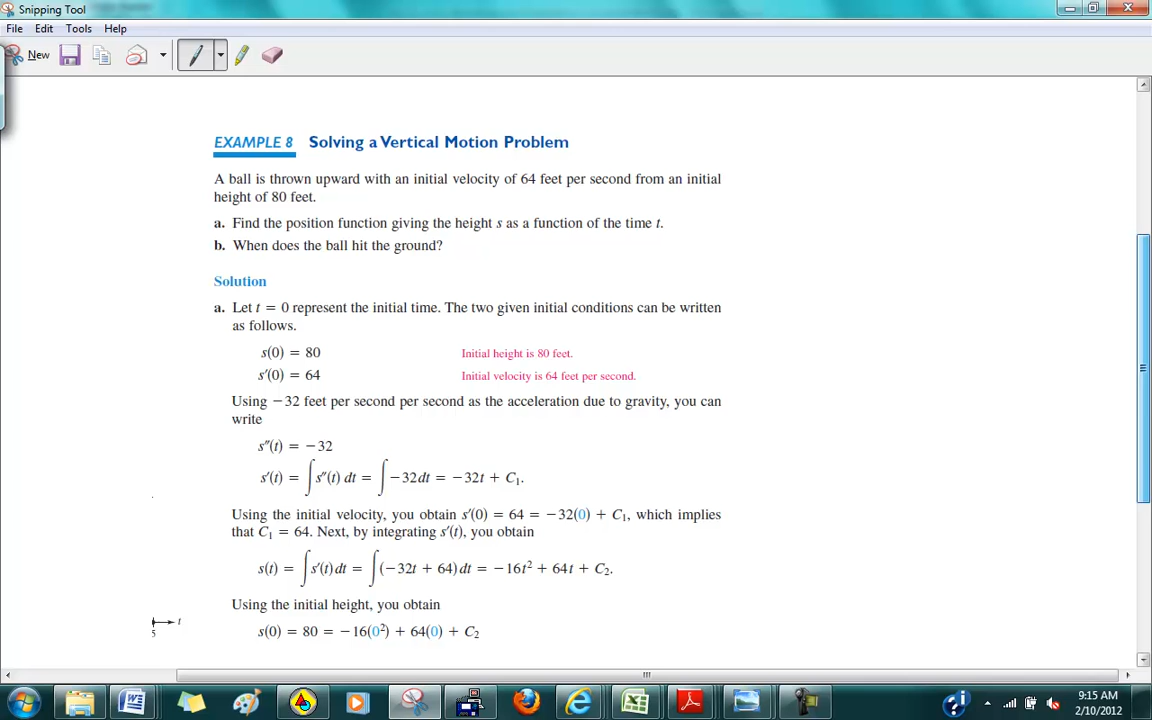 Snipping Tool
File Edit Tools Help
New
EXAMPLE 8 Solving a Vertical Motion Problem
A ball is thrown upward with an initial velocity of 64 feet per second from an initial
height of 80 feet.
a. Find the position function giving the height s as a function of the time t.
b. When does the ball hit the ground?
Solution
a. Let t = 0 represent the initial time. The two given initial conditions can be written
as follows.
s(0) = 80 Initial height is 80 feet.
s′(0) = 64 Initial velocity is 64 feet per second.
Using −32 feet per second per second as the acceleration due to gravity, you can
write
s″(t) = −32
s′(t) = ∫ s″(t) dt = ∫ −32dt = −32t + C₁.
Using the initial velocity, you obtain s′(0) = 64 = −32(0) + C₁, which implies
that C₁ = 64. Next, by integrating s′(t), you obtain
s(t) = ∫ s′(t) dt = ∫ (−32t + 64) dt = −16t² + 64t + C₂.
Using the initial height, you obtain
s(0) = 80 = −16(0²) + 64(0) + C₂
t
5
9:15 AM
2/10/2012